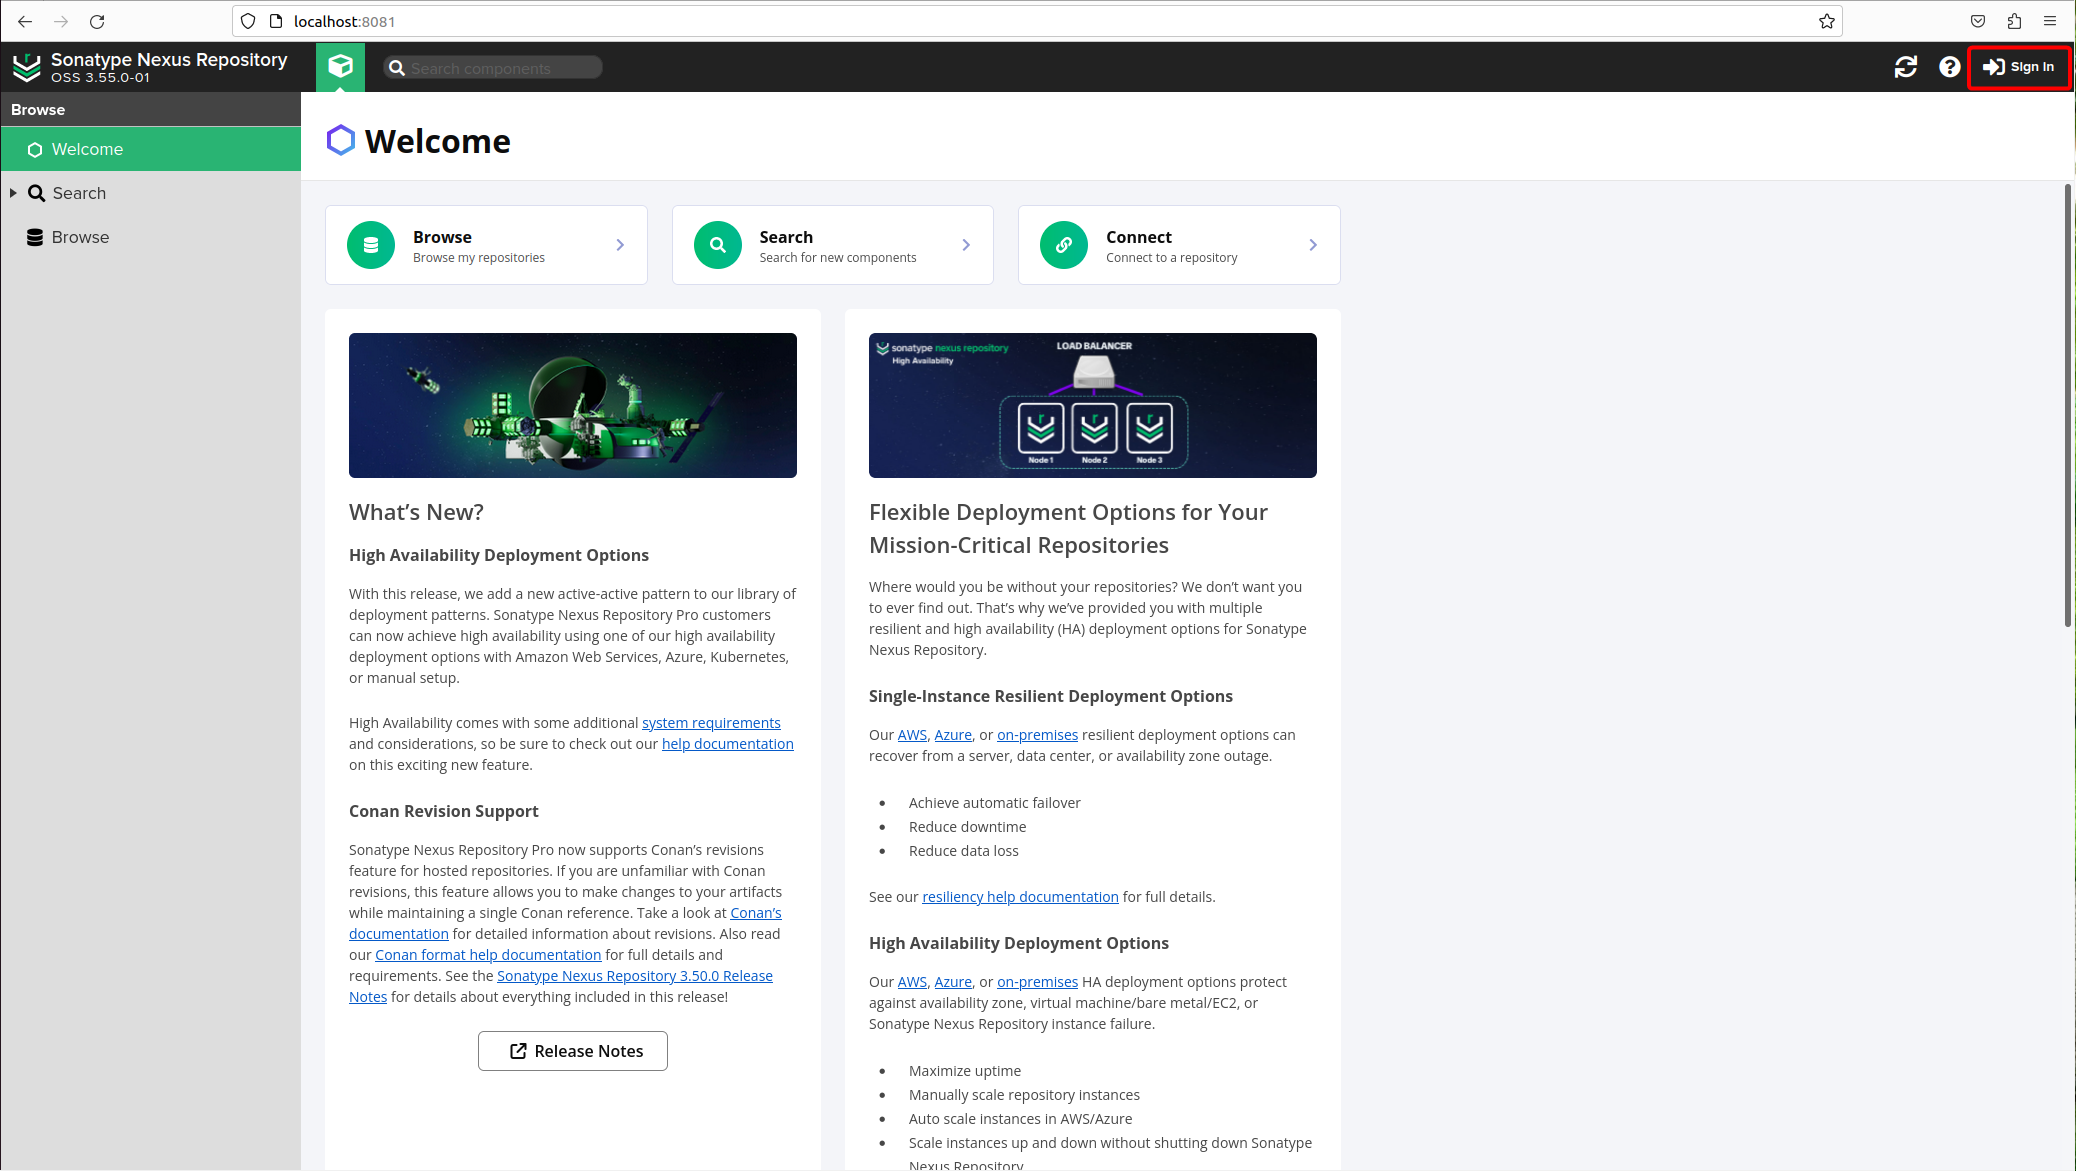 localhost:8081
Sonatype Nexus Repository
OSS 3.55.0-01
Search components
Sign in
Browse
Welcome
Search
Browse
Welcome
Browse
Browse my repositories
Search
Search for new components
Connect
Connect to a repository
sonatype nexus repository
High Availability
LOAD BALANCER
Node 1
Node 2
Node 3
What’s New?
High Availability Deployment Options
With this release, we add a new active-active pattern to our library of
deployment patterns. Sonatype Nexus Repository Pro customers
can now achieve high availability using one of our high availability
deployment options with Amazon Web Services, Azure, Kubernetes,
or manual setup.
High Availability comes with some additional system requirements
and considerations, so be sure to check out our help documentation
on this exciting new feature.
Conan Revision Support
Sonatype Nexus Repository Pro now supports Conan’s revisions
feature for hosted repositories. If you are unfamiliar with Conan
revisions, this feature allows you to make changes to your artifacts
while maintaining a single Conan reference. Take a look at Conan’s
documentation for detailed information about revisions. Also read
our Conan format help documentation for full details and
requirements. See the Sonatype Nexus Repository 3.50.0 Release
Notes for details about everything included in this release!
Release Notes
Flexible Deployment Options for Your
Mission-Critical Repositories
Where would you be without your repositories? We don’t want you
to ever find out. That’s why we’ve provided you with multiple
resilient and high availability (HA) deployment options for Sonatype
Nexus Repository.
Single-Instance Resilient Deployment Options
Our AWS, Azure, or on-premises resilient deployment options can
recover from a server, data center, or availability zone outage.
• Achieve automatic failover
• Reduce downtime
• Reduce data loss
See our resiliency help documentation for full details.
High Availability Deployment Options
Our AWS, Azure, or on-premises HA deployment options protect
against availability zone, virtual machine/bare metal/EC2, or
Sonatype Nexus Repository instance failure.
• Maximize uptime
• Manually scale repository instances
• Auto scale instances in AWS/Azure
• Scale instances up and down without shutting down Sonatype
Nexus Repository